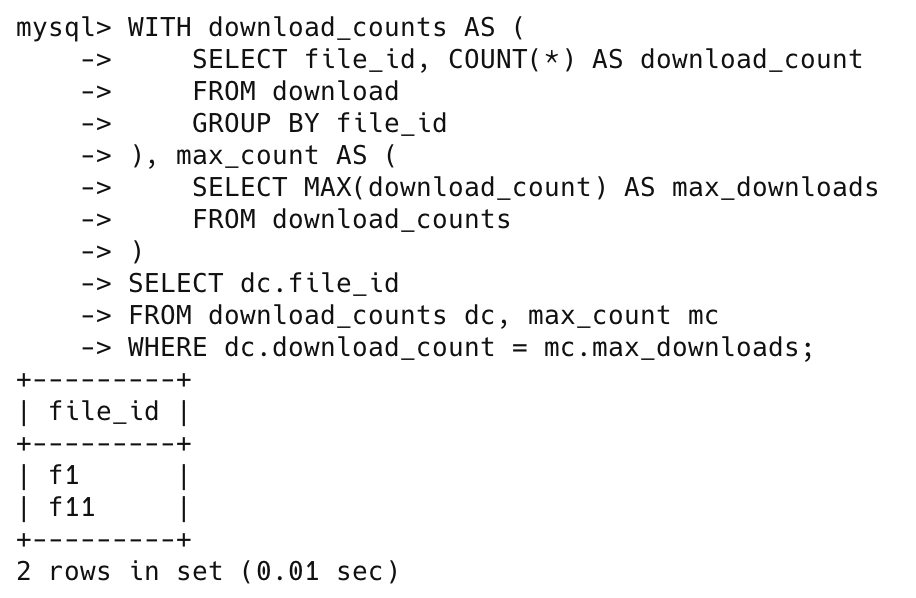 mysql> WITH download_counts AS (
    ->     SELECT file_id, COUNT(*) AS download_count
    ->     FROM download
    ->     GROUP BY file_id
    -> ), max_count AS (
    ->     SELECT MAX(download_count) AS max_downloads
    ->     FROM download_counts
    -> )
    -> SELECT dc.file_id
    -> FROM download_counts dc, max_count mc
    -> WHERE dc.download_count = mc.max_downloads;
+---------+
| file_id |
+---------+
| f1      |
| f11     |
+---------+
2 rows in set (0.01 sec)